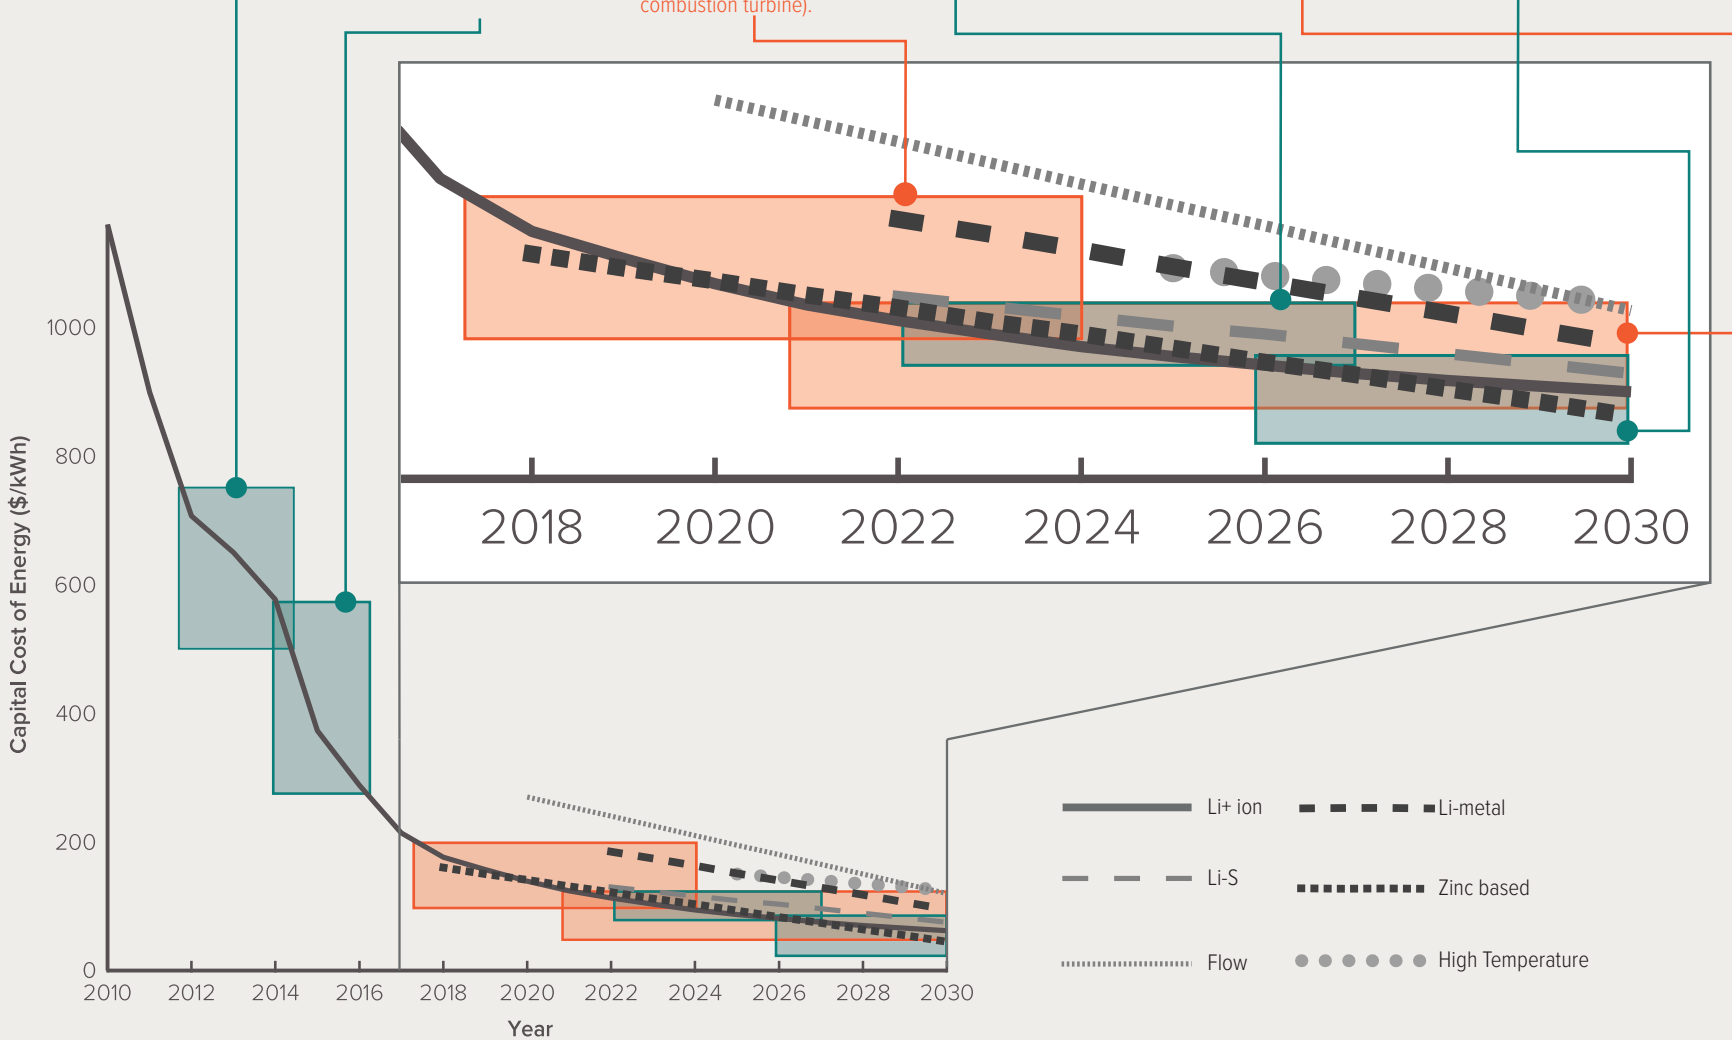 combustion turbine).
2018 2020 2022 2024 2026 2028 2030
Capital Cost of Energy ($/kWh)
1000
800
600
400
200
0
2010 2012 2014 2016 2018 2020 2022 2024 2026 2028 2030
Year
Li+ ion
Li-metal
Li-S
Zinc based
Flow
High Temperature